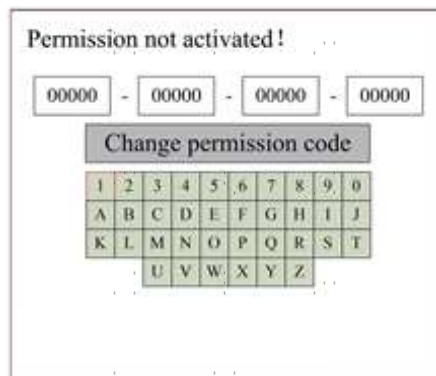 Permission not activated!
00000 - 00000 - 00000 - 00000
Change permission code
1 2 3 4 5 6 7 8 9 0
A B C D E F G H I J
K L M N O P Q R S T
U V W X Y Z